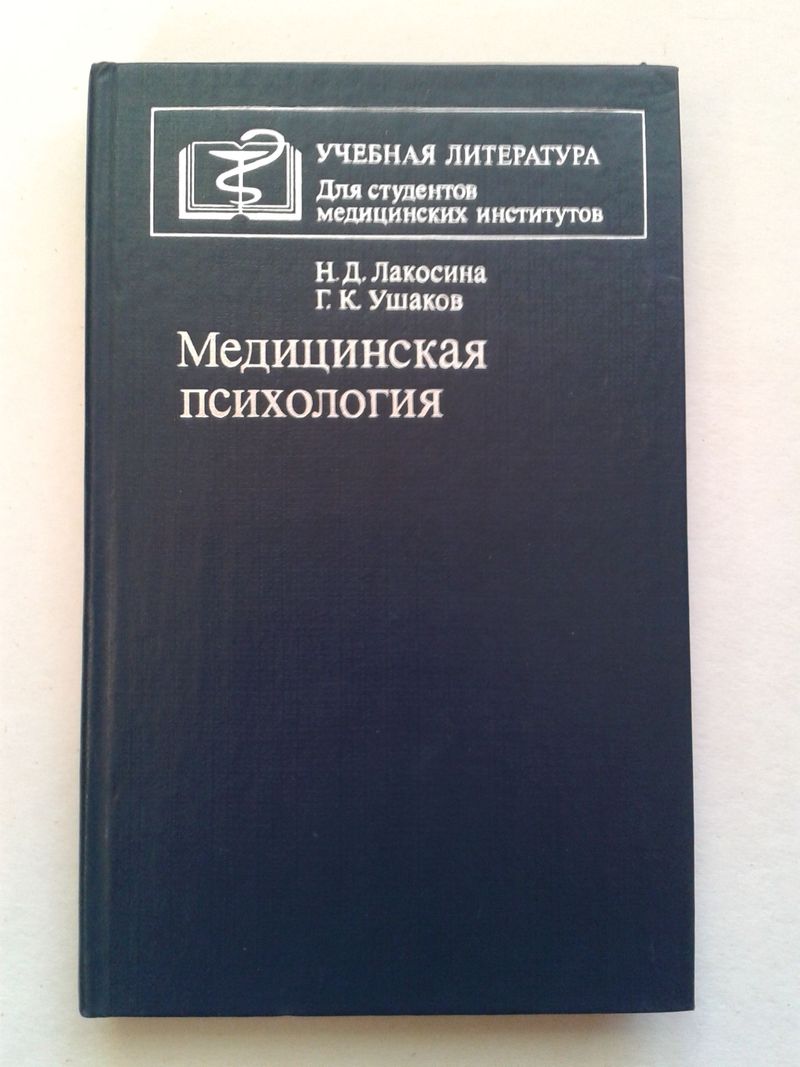 УЧЕБНАЯ ЛИТЕРАТУРА
Для студентов
медицинских институтов
Н. Д. Лакосина
Г. К. Ушаков
Медицинская
психология